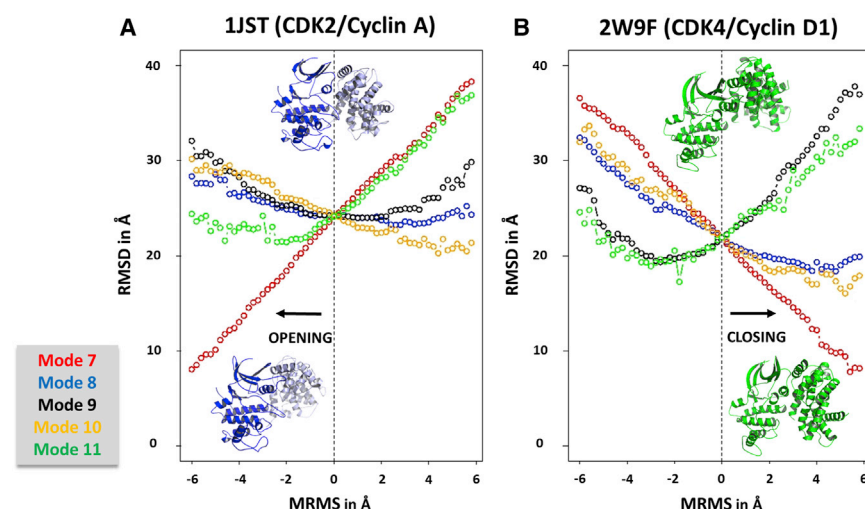 A
1JST (CDK2/Cyclin A)
B
2W9F (CDK4/Cyclin D1)
40
30
20
10
0
RMSD in Å
OPENING
-6
-4
-2
0
2
4
6
MRMS in Å
40
30
20
10
0
RMSD in Å
CLOSING
-6
-4
-2
0
2
4
6
MRMS in Å
Mode 7
Mode 8
Mode 9
Mode 10
Mode 11